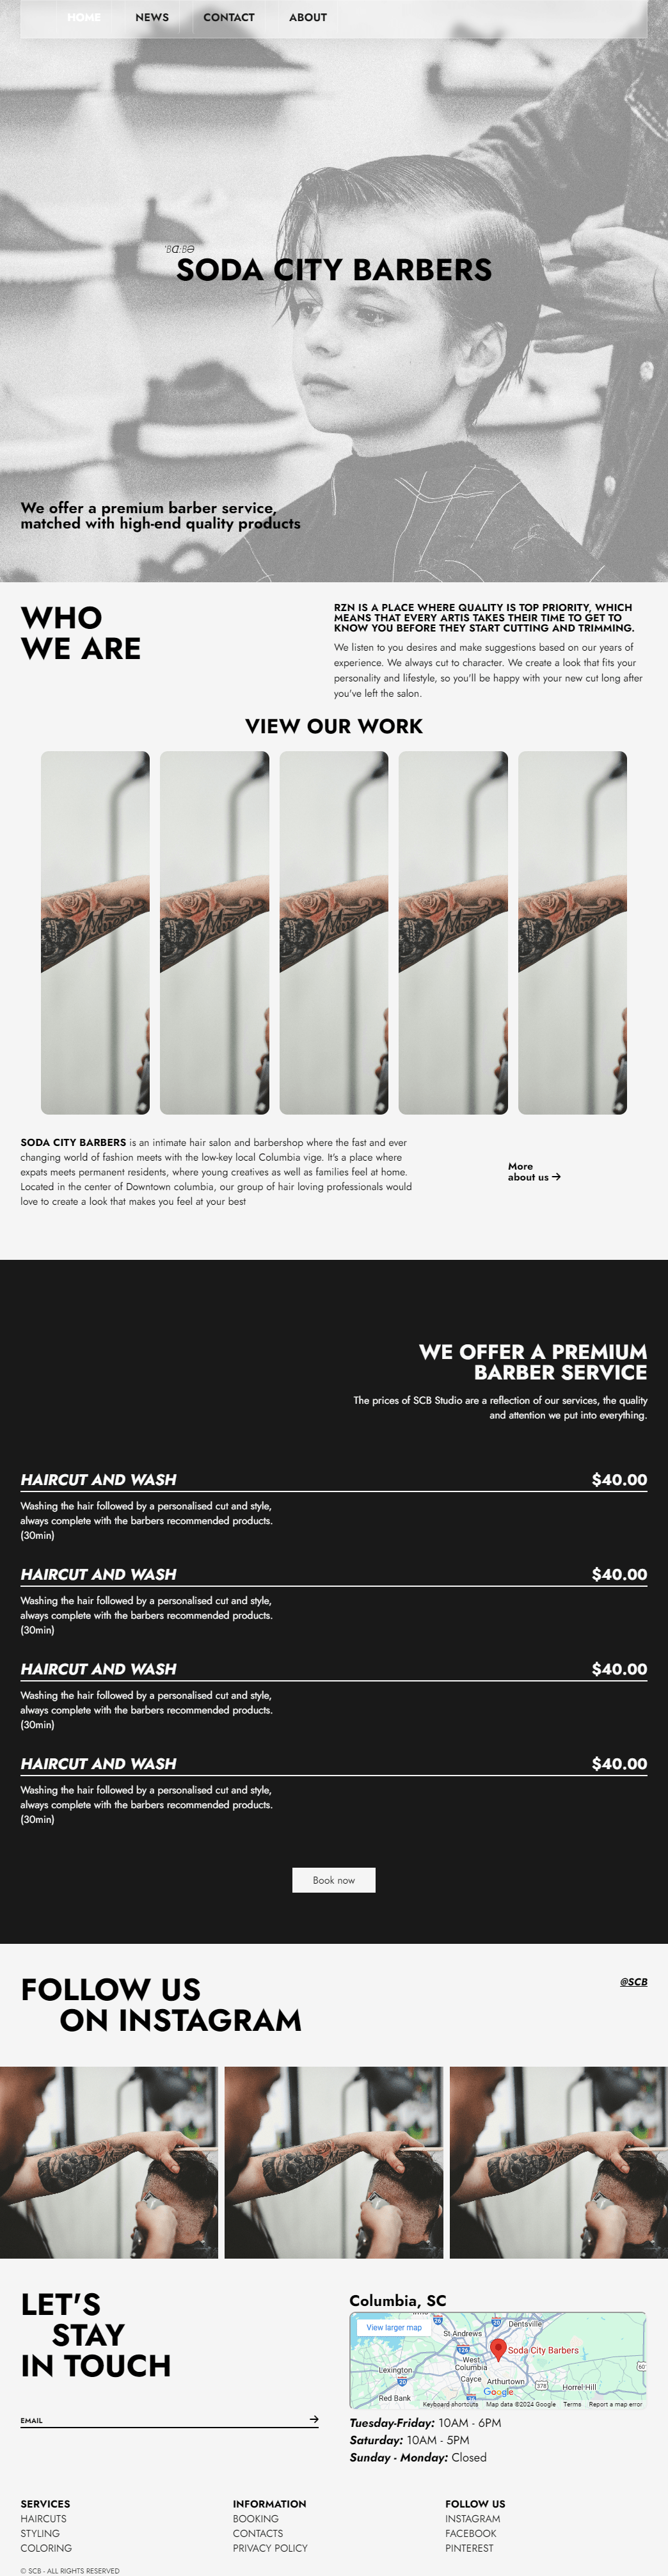 HOME NEWS CONTACT ABOUT
'BɑːBə
SODA CITY BARBERS
We offer a premium barber service,
matched with high-end quality products
WHO
WE ARE
RZN IS A PLACE WHERE QUALITY IS TOP PRIORITY, WHICH
MEANS THAT EVERY ARTIS TAKES THEIR TIME TO GET TO
KNOW YOU BEFORE THEY START CUTTING AND TRIMMING.
We listen to you desires and make suggestions based on our years of
experience. We always cut to character. We create a look that fits your
personality and lifestyle, so you'll be happy with your new cut long after
you've left the salon.
VIEW OUR WORK
SODA CITY BARBERS is an intimate hair salon and barbershop where the fast and ever
changing world of fashion meets with the low-key local Columbia vige. It's a place where
expats meets permanent residents, where young creatives as well as families feel at home.
Located in the center of Downtown columbia, our group of hair loving professionals would
love to create a look that makes you feel at your best
More
about us →
WE OFFER A PREMIUM
BARBER SERVICE
The prices of SCB Studio are a reflection of our services, the quality
and attention we put into everything.
HAIRCUT AND WASH $40.00
Washing the hair followed by a personalised cut and style,
always complete with the barbers recommended products.
(30min)
HAIRCUT AND WASH $40.00
Washing the hair followed by a personalised cut and style,
always complete with the barbers recommended products.
(30min)
HAIRCUT AND WASH $40.00
Washing the hair followed by a personalised cut and style,
always complete with the barbers recommended products.
(30min)
HAIRCUT AND WASH $40.00
Washing the hair followed by a personalised cut and style,
always complete with the barbers recommended products.
(30min)
Book now
FOLLOW US
ON INSTAGRAM
@SCB
LET'S
STAY
IN TOUCH
EMAIL →
Columbia, SC
View larger map
Dentsville
St Andrews
Soda City Barbers
West
Columbia
Lexington
Cayce
Arthurtown
Horrel Hill
Red Bank
Google
26
20
126
20
378
601
Keyboard shortcuts Map data ©2024 Google Terms Report a map error
Tuesday-Friday: 10AM - 6PM
Saturday: 10AM - 5PM
Sunday - Monday: Closed
SERVICES
HAIRCUTS
STYLING
COLORING
INFORMATION
BOOKING
CONTACTS
PRIVACY POLICY
FOLLOW US
INSTAGRAM
FACEBOOK
PINTEREST
© SCB - ALL RIGHTS RESERVED